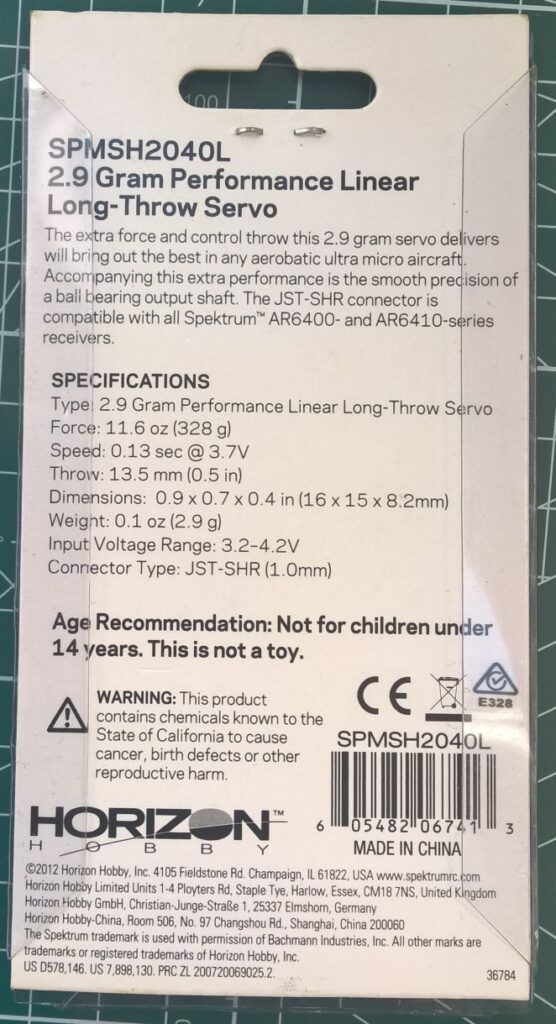 100
SPMSH2040L
2.9 Gram Performance Linear
Long-Throw Servo
The extra force and control throw this 2.9 gram servo delivers
will bring out the best in any aerobatic ultra micro aircraft.
Accompanying this extra performance is the smooth precision of
a ball bearing output shaft. The JST-SHR connector is
compatible with all Spektrum™ AR6400- and AR6410-series
receivers.
SPECIFICATIONS
Type: 2.9 Gram Performance Linear Long-Throw Servo
Force: 11.6 oz (328 g)
Speed: 0.13 sec @ 3.7V
Throw: 13.5 mm (0.5 in)
Dimensions: 0.9 x 0.7 x 0.4 in (16 x 15 x 8.2mm)
Weight: 0.1 oz (2.9 g)
Input Voltage Range: 3.2-4.2V
Connector Type: JST-SHR (1.0mm)
Age Recommendation: Not for children under
14 years. This is not a toy.
WARNING: This product
contains chemicals known to the
State of California to cause
cancer, birth defects or other
reproductive harm.
CE
E328
SPMSH2040L
6 05482 06741 3
MADE IN CHINA
HORIZON™
HOBBY
©2012 Horizon Hobby, Inc. 4105 Fieldstone Rd. Champaign, IL 61822, USA www.spektrumrc.com
Horizon Hobby Limited Units 1-4 Ployters Rd, Staple Tye, Harlow, Essex, CM18 7NS, United Kingdom
Horizon Hobby GmbH, Christian-Junge-Straße 1, 25337 Elmshorn, Germany
Horizon Hobby-China, Room 506, No. 97 Changshou Rd., Shanghai, China 200060
The Spektrum trademark is used with permission of Bachmann Industries, Inc. All other marks are
trademarks or registered trademarks of Horizon Hobby, Inc.
US D578,146. US 7,898,130. PRC ZL 200720069025.2.
36784